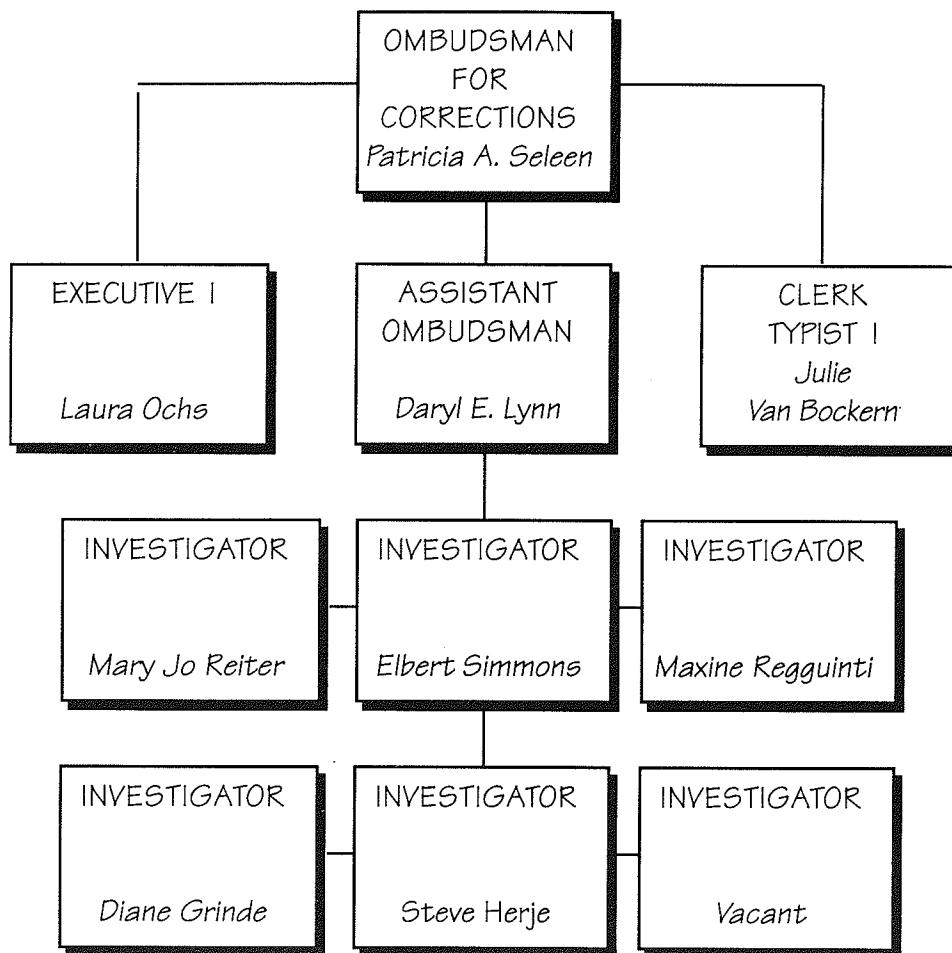 OMBUDSMAN
FOR
CORRECTIONS
Patricia A. Seleen
EXECUTIVE I
Laura Ochs
ASSISTANT
OMBUDSMAN
Daryl E. Lynn
CLERK
TYPIST I
Julie
Van Bockern
INVESTIGATOR
Mary Jo Reiter
INVESTIGATOR
Elbert Simmons
INVESTIGATOR
Maxine Regguinti
INVESTIGATOR
Diane Grinde
INVESTIGATOR
Steve Herje
INVESTIGATOR
Vacant